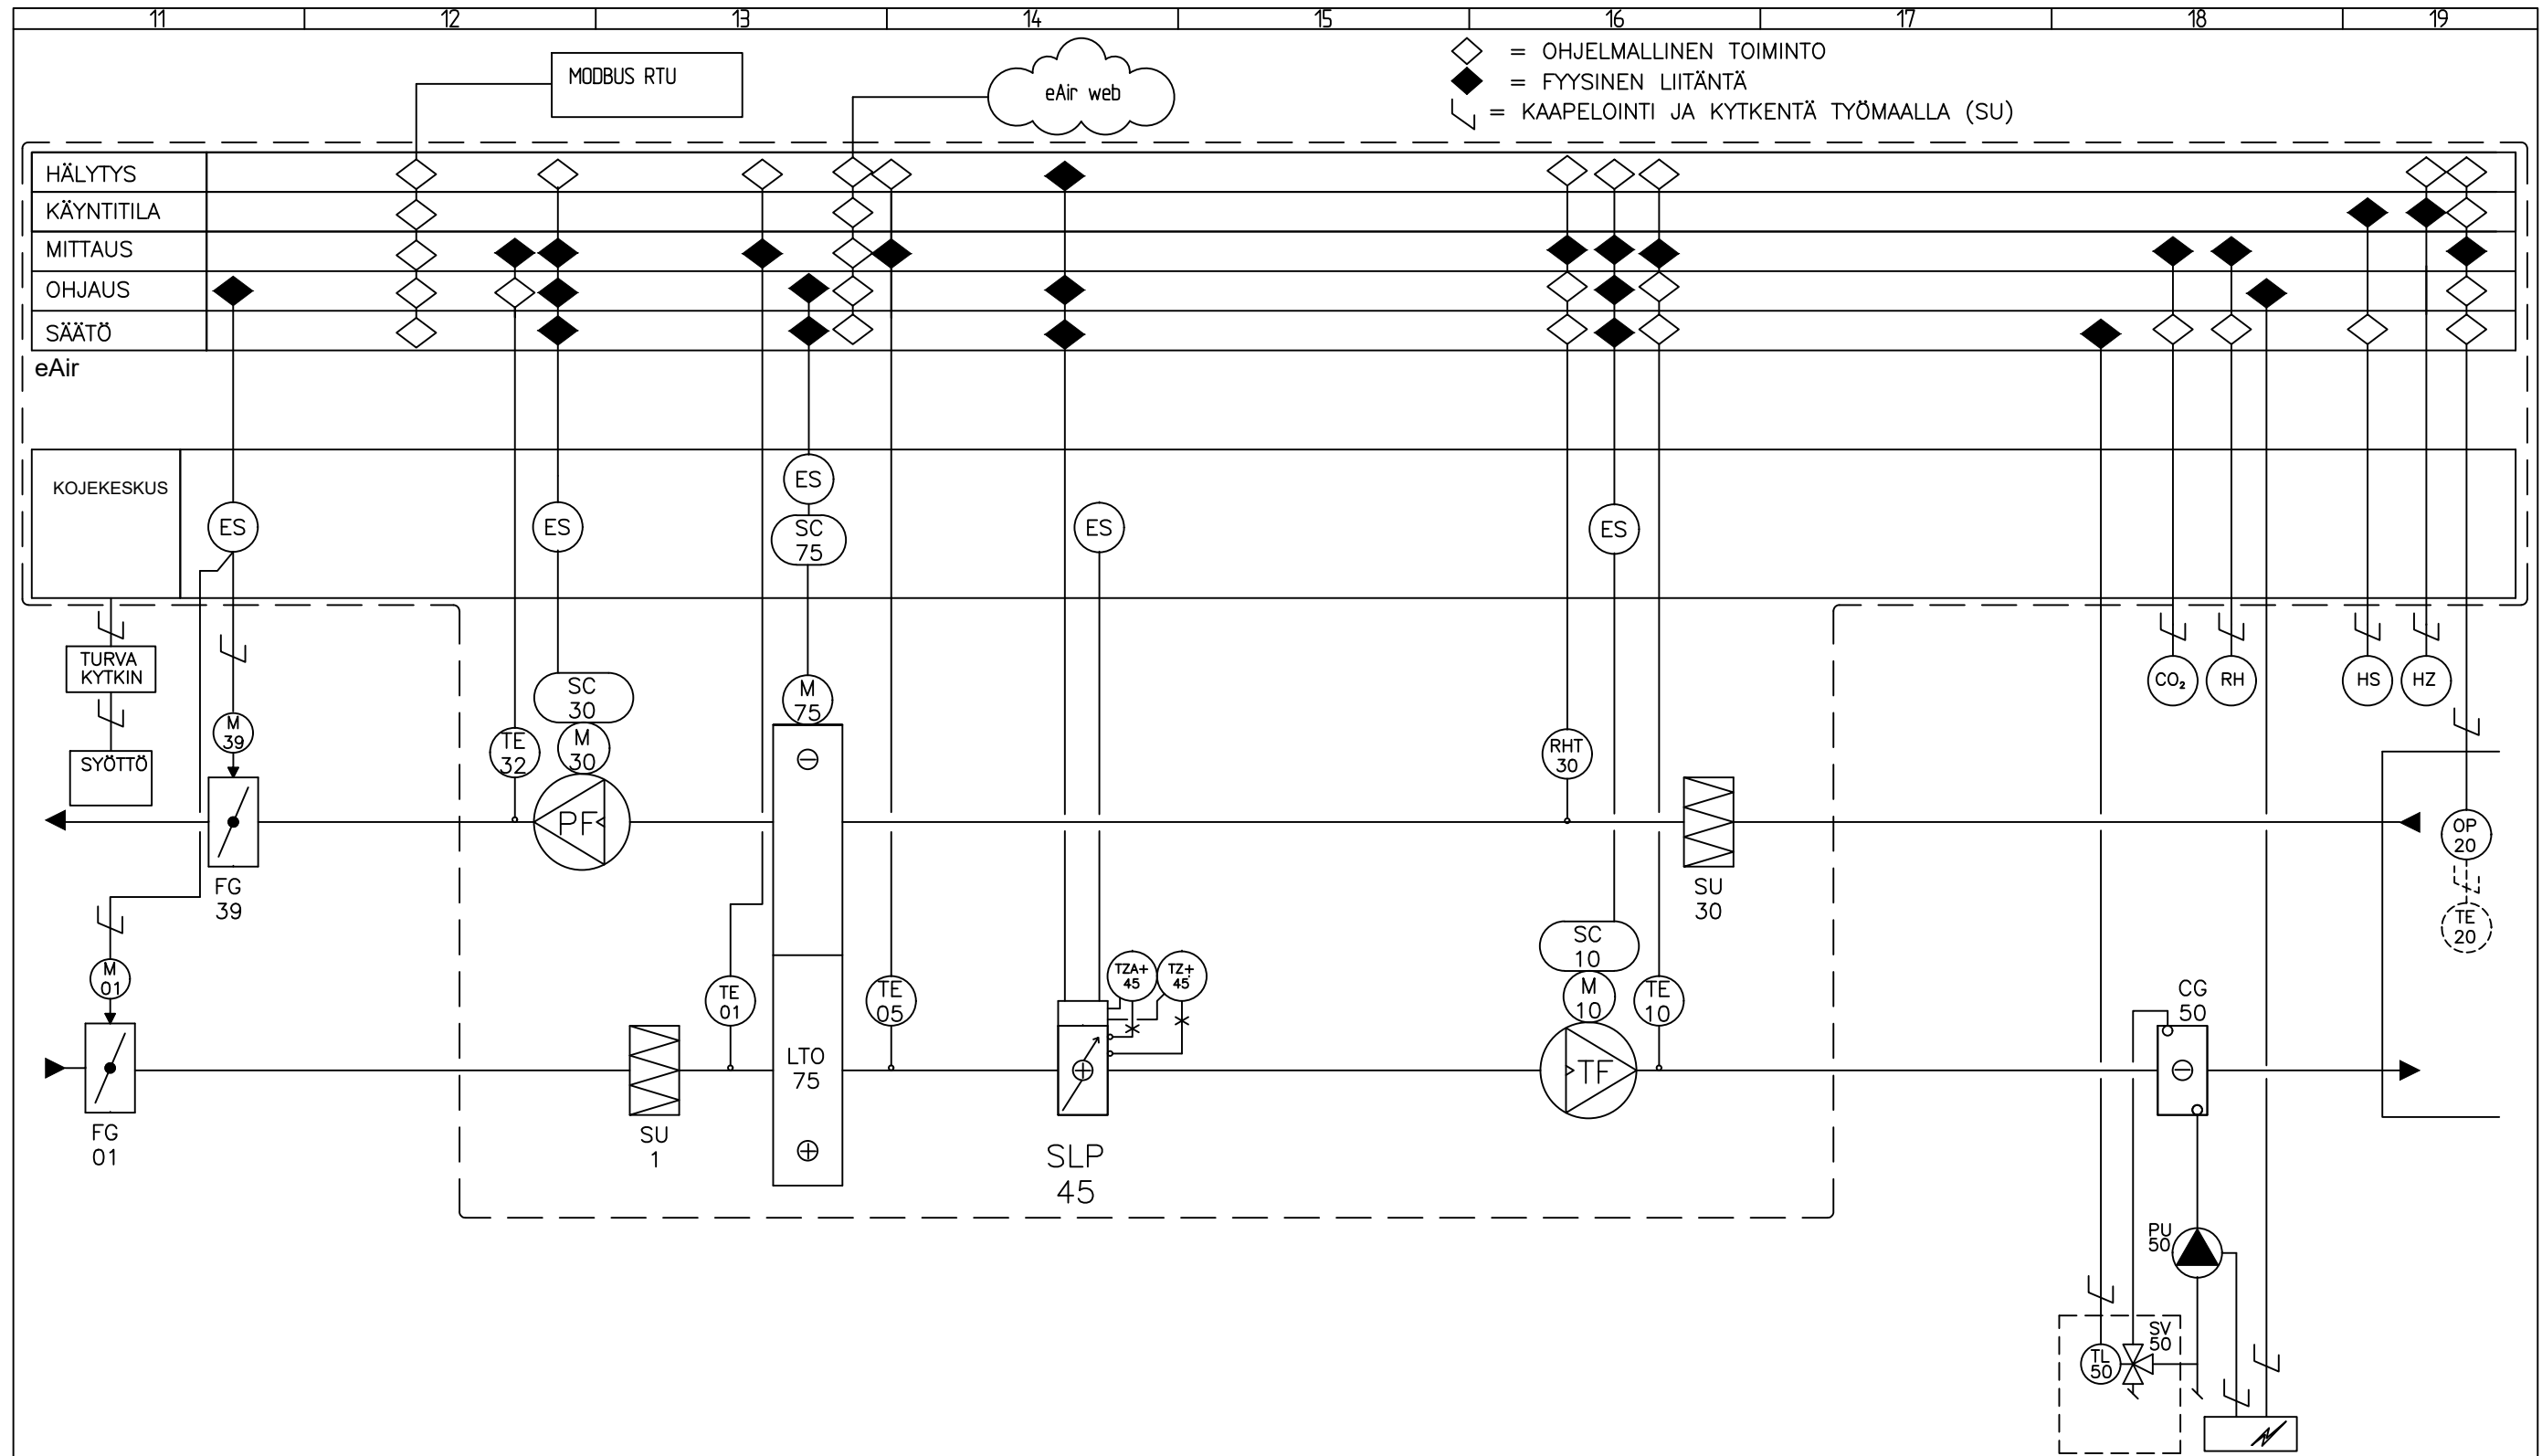 11 12 13 14 15 16 17 18 19
MODBUS RTU
eAir web
= OHJELMALLINEN TOIMINTO
= FYYSINEN LIITÄNTÄ
= KAAPELOINTI JA KYTKENTÄ TYÖMAALLA (SU)
HÄLYTYS
KÄYNTITILA
MITTAUS
OHJAUS
SÄÄTÖ
eAir
KOJEKESKUS
ES
ES
ES
SC
75
ES
ES
TURVA
KYTKIN
SYÖTTÖ
M
39
TE
32
SC
30
M
30
PF
M
75
RHT
30
CO₂
RH
HS
HZ
OP
20
TE
20
FG
39
SU
30
M
01
FG
01
SU
1
TE
01
LTO
75
TE
05
TZA+
45
TZ+
45
SLP
45
SC
10
M
10
TF
TE
10
CG
50
PU
50
SV
50
TL
50